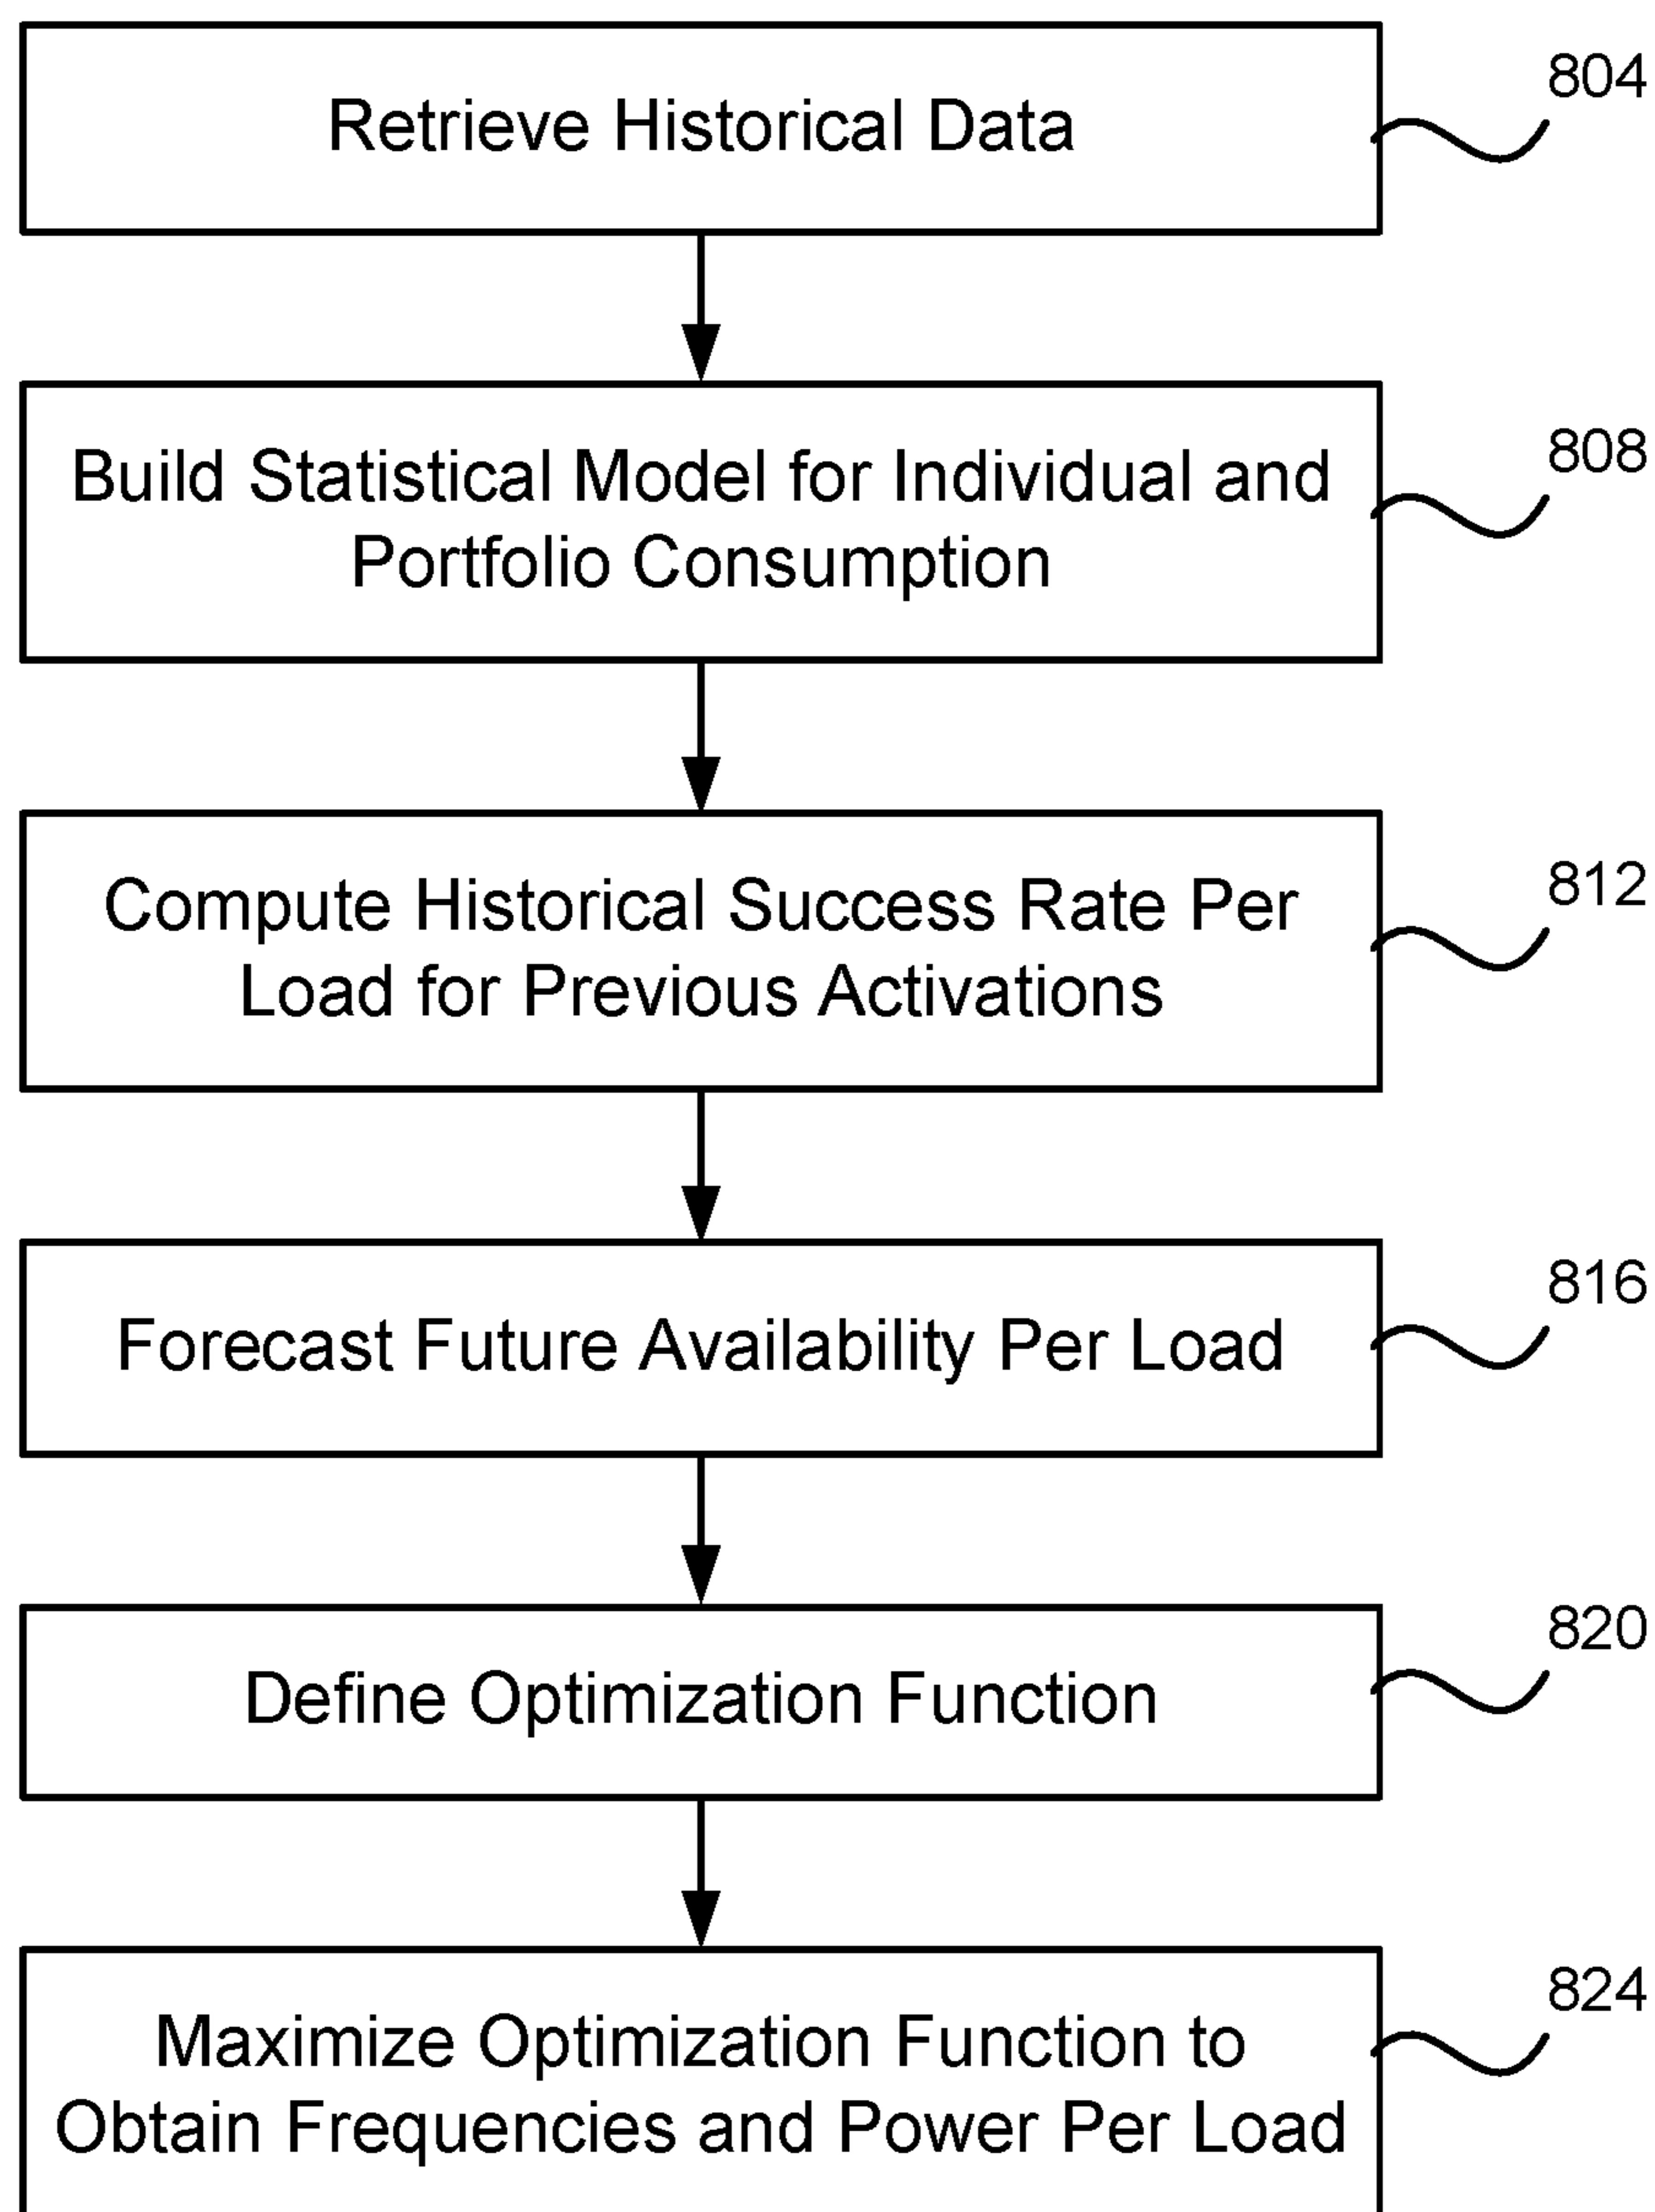 Retrieve Historical Data
804
Build Statistical Model for Individual and
Portfolio Consumption
808
Compute Historical Success Rate Per
Load for Previous Activations
812
Forecast Future Availability Per Load
816
Define Optimization Function
820
Maximize Optimization Function to
Obtain Frequencies and Power Per Load
824